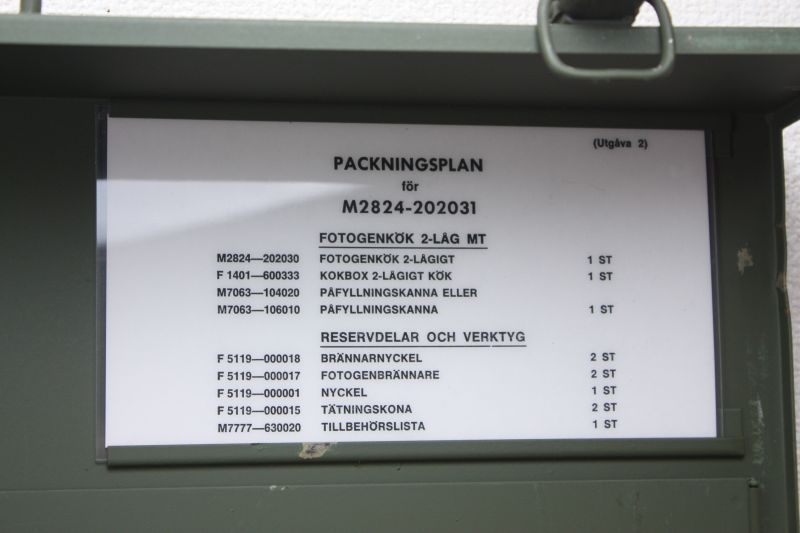 (Utgåva 2)
PACKNINGSPLAN
för
M2824-202031
FOTOGENKÖK 2-LÅG MT
M2824—202030 FOTOGENKÖK 2-LÅGIGT 1 ST
F 1401—600333 KOKBOX 2-LÅGIGT KÖK 1 ST
M7063—104020 PÅFYLLNINGSKANNA ELLER
M7063—106010 PÅFYLLNINGSKANNA 1 ST
RESERVDELAR OCH VERKTYG
F 5119—000018 BRÄNNARNYCKEL 2 ST
F 5119—000017 FOTOGENBRÄNNARE 2 ST
F 5119—000001 NYCKEL 1 ST
F 5119—000015 TÄTNINGSKONA 2 ST
M7777—630020 TILLBEHÖRSLISTA 1 ST